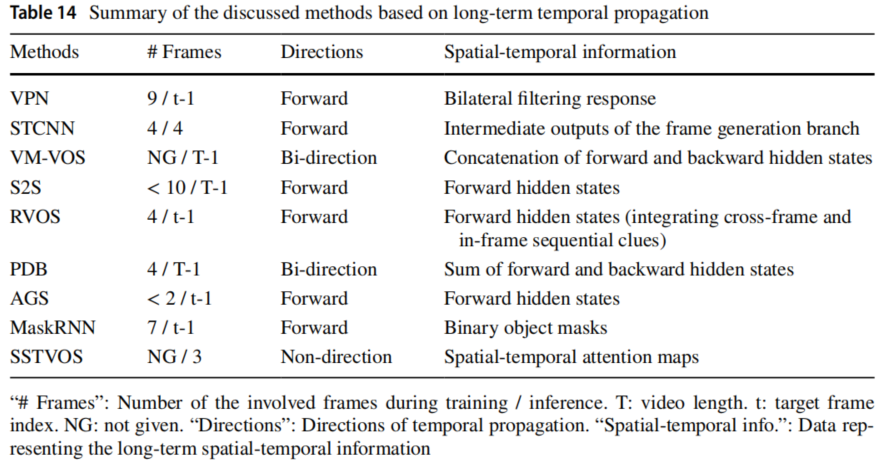 Table 14 Summary of the discussed methods based on long-term temporal propagation
Methods # Frames Directions Spatial-temporal information
VPN 9 / t-1 Forward Bilateral filtering response
STCNN 4 / 4 Forward Intermediate outputs of the frame generation branch
VM-VOS NG / T-1 Bi-direction Concatenation of forward and backward hidden states
S2S < 10 / T-1 Forward Forward hidden states
RVOS 4 / t-1 Forward Forward hidden states (integrating cross-frame and
in-frame sequential clues)
PDB 4 / T-1 Bi-direction Sum of forward and backward hidden states
AGS < 2 / t-1 Forward Forward hidden states
MaskRNN 7 / t-1 Forward Binary object masks
SSTVOS NG / 3 Non-direction Spatial-temporal attention maps
“# Frames”: Number of the involved frames during training / inference. T: video length. t: target frame
index. NG: not given. “Directions”: Directions of temporal propagation. “Spatial-temporal info.”: Data rep-
resenting the long-term spatial-temporal information